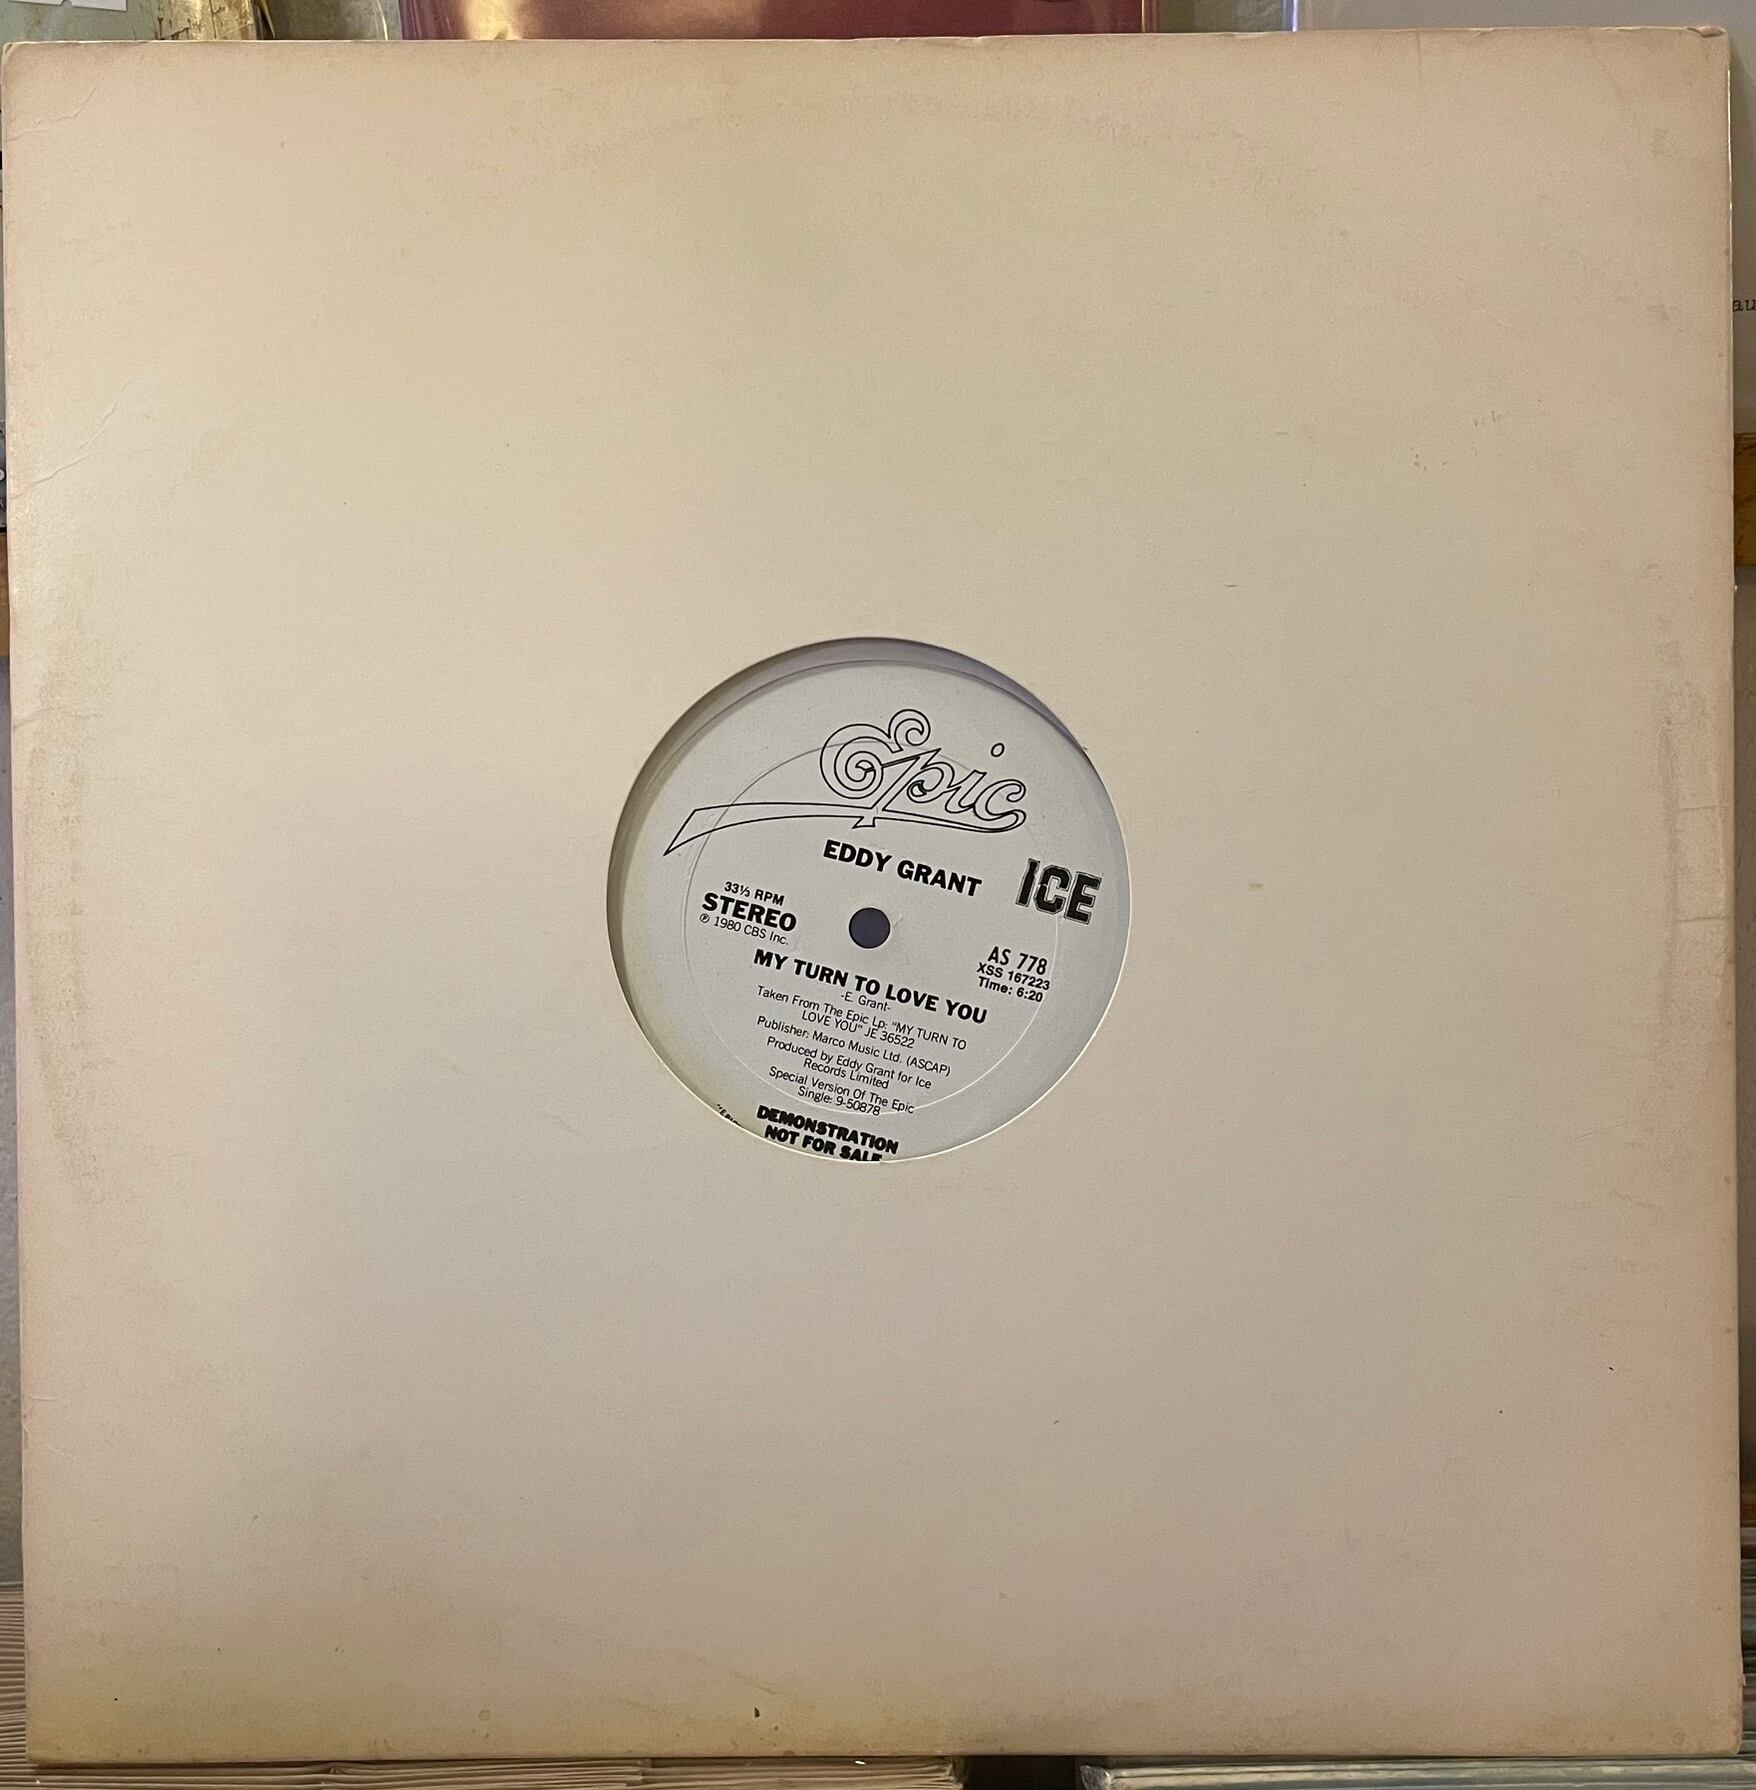 Epic
EDDY GRANT
ICE
33⅓ RPM
STEREO
℗ 1980 CBS Inc.
AS 778
XSS 167223
Time: 6:20
MY TURN TO LOVE YOU
-E. Grant-
Taken From The Epic Lp: "MY TURN TO
LOVE YOU" JE 36522
Publisher: Marco Music Ltd. (ASCAP)
Produced by Eddy Grant for Ice
Records Limited
Special Version Of The Epic
Single: 9-50878
DEMONSTRATION
NOT FOR SALE